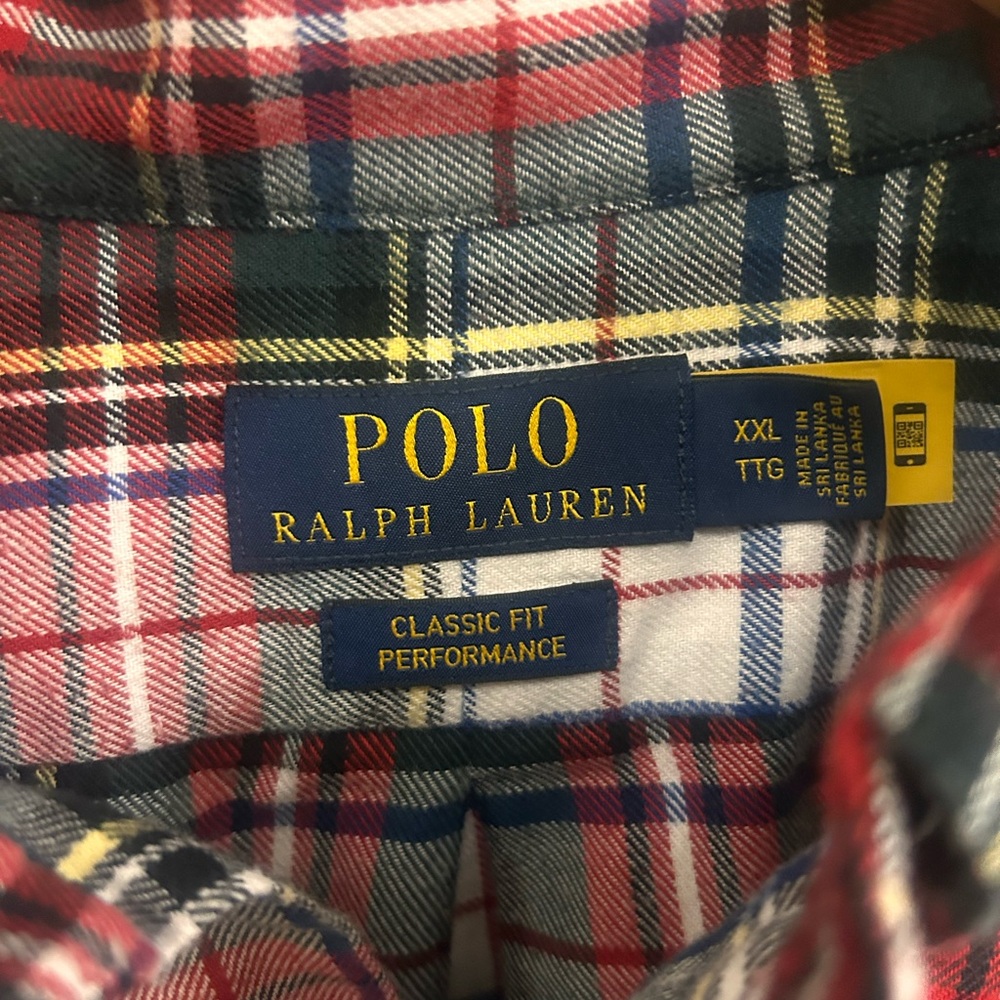 POLO
RALPH LAUREN
XXL
TTG
MADE IN
SRI LANKA
FABRIQUÉ AU
SRI LANKA
CLASSIC FIT
PERFORMANCE